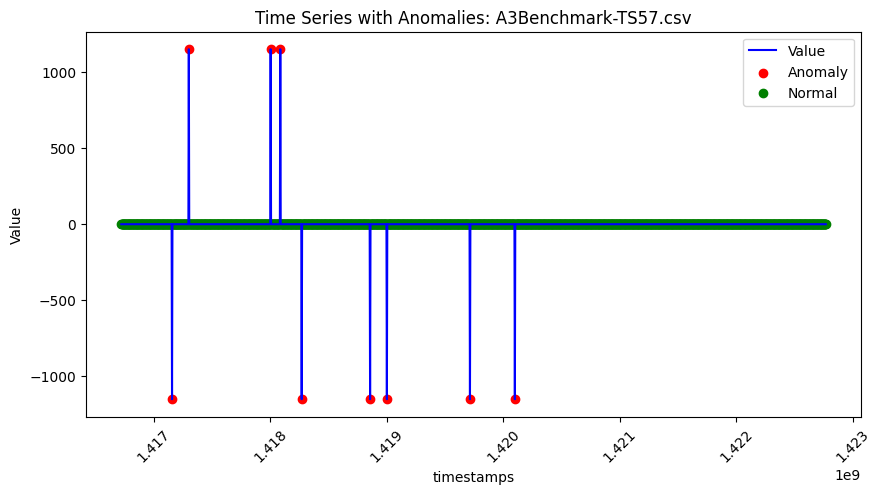 Time Series with Anomalies: A3Benchmark-TS57.csv
Value
Anomaly
Normal
1000
500
0
−500
−1000
Value
1.417
1.418
1.419
1.420
1.421
1.422
1.423
1e9
timestamps